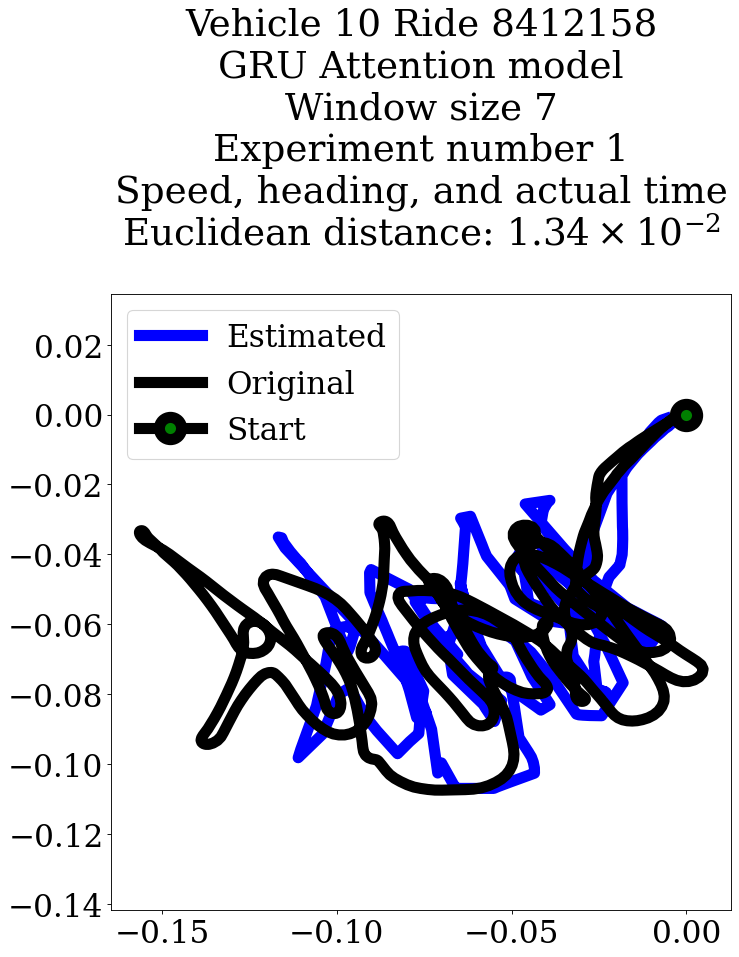 Vehicle 10 Ride 8412158
GRU Attention model
Window size 7
Experiment number 1
Speed, heading, and actual time
Euclidean distance: 1.34 × 10⁻²
Estimated
Original
Start
0.02
0.00
−0.02
−0.04
−0.06
−0.08
−0.10
−0.12
−0.14
−0.15 −0.10 −0.05 0.00